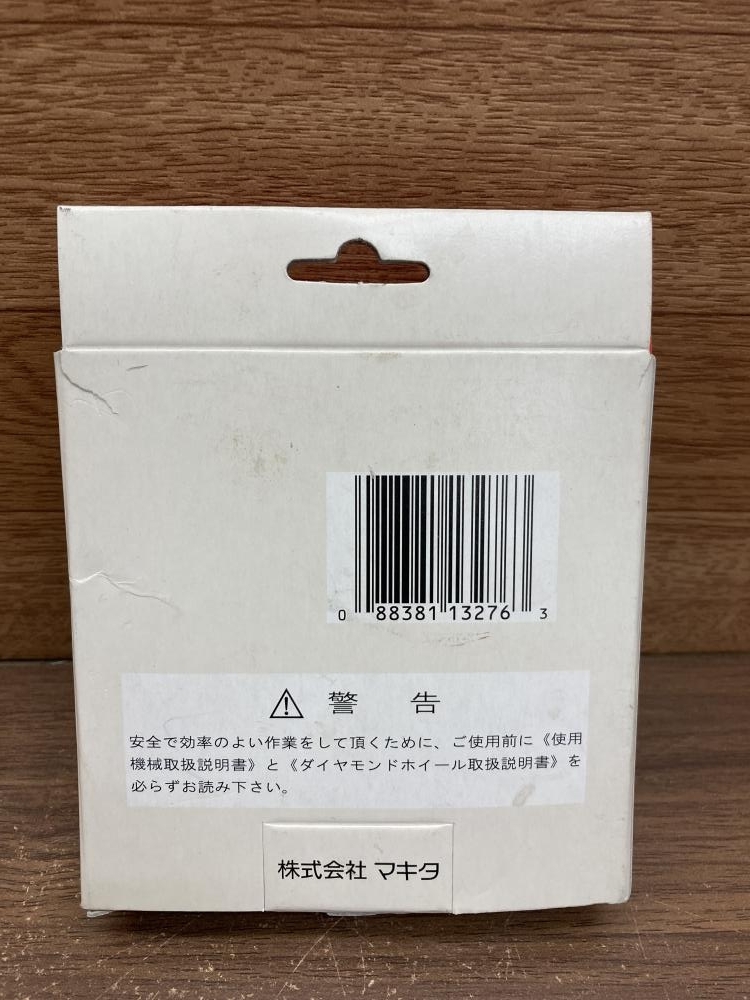 0 88381 13276 3
⚠ 警 告
安全で効率のよい作業をして頂くために、ご使用前に《使用
機械取扱説明書》と《ダイヤモンドホイール取扱説明書》を
必らずお読み下さい。
株式会社 マキタ